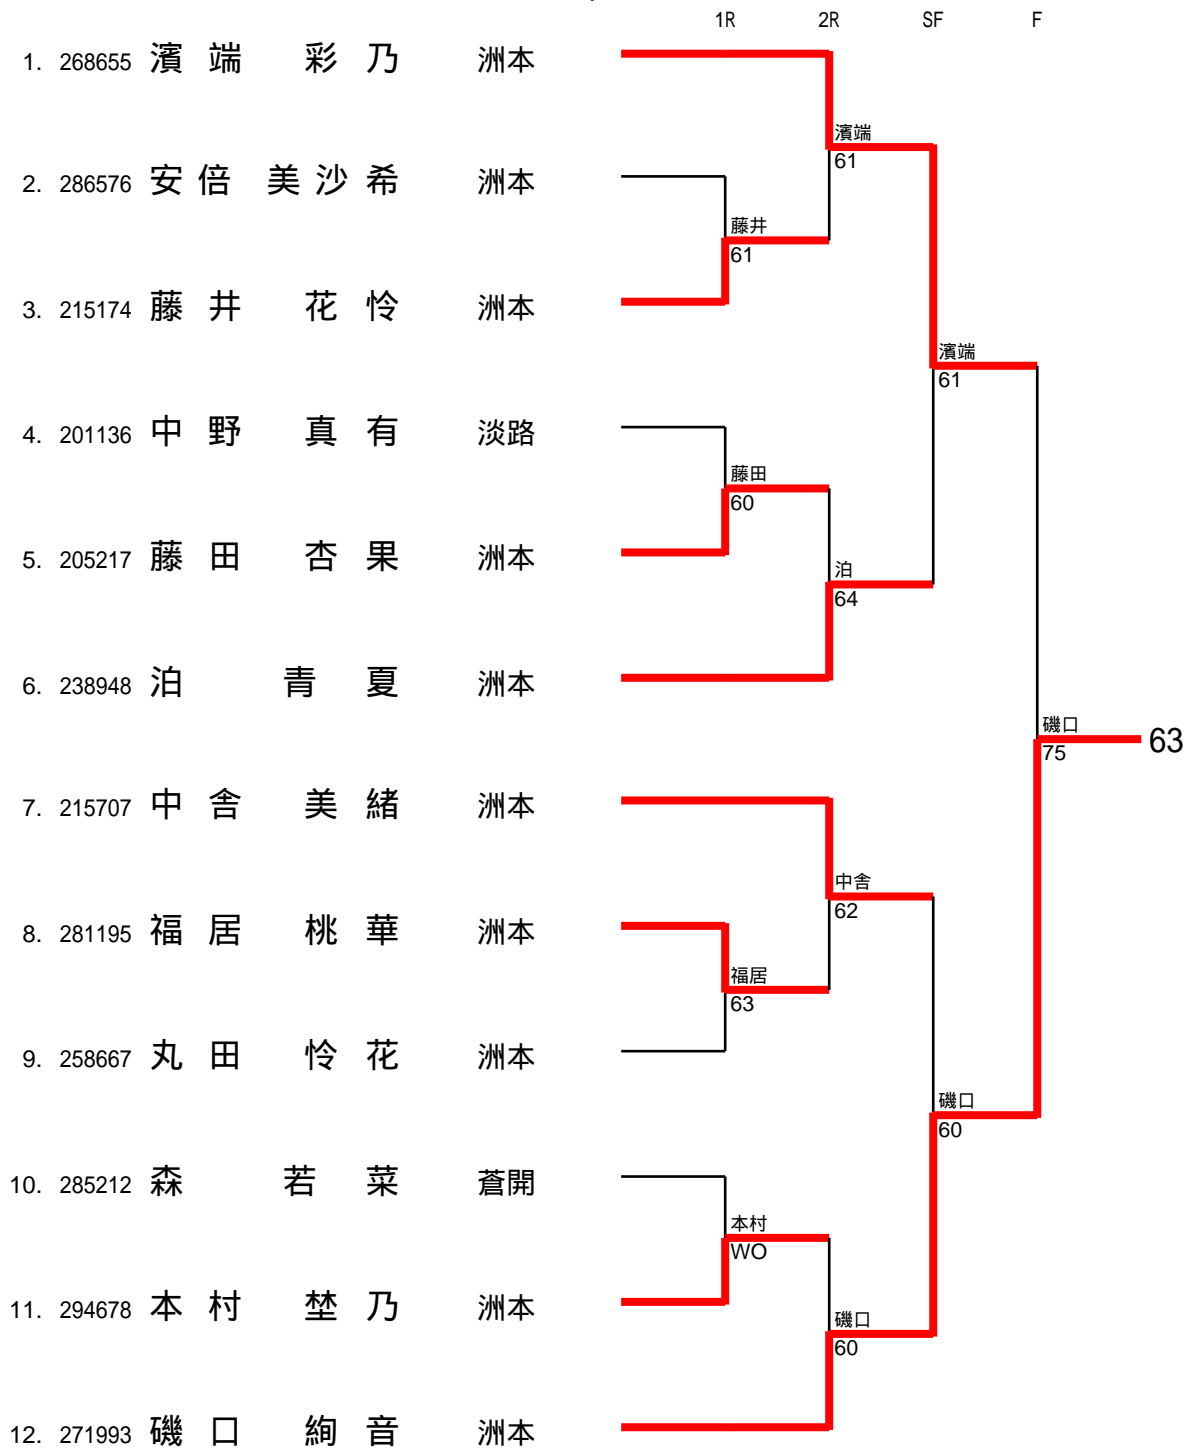 1R 2R SF F
1. 268655 濱端 彩乃 洲本
濱端
61
2. 286576 安倍 美沙希 洲本
藤井
61
3. 215174 藤井 花怜 洲本
濱端
61
4. 201136 中野 真有 淡路
藤田
60
5. 205217 藤田 杏果 洲本
泊
64
6. 238948 泊 青夏 洲本
磯口
75 63
7. 215707 中舎 美緒 洲本
中舎
62
8. 281195 福居 桃華 洲本
福居
63
9. 258667 丸田 怜花 洲本
磯口
60
10. 285212 森 若菜 蒼開
本村
WO
11. 294678 本村 埜乃 洲本
磯口
60
12. 271993 磯口 絢音 洲本